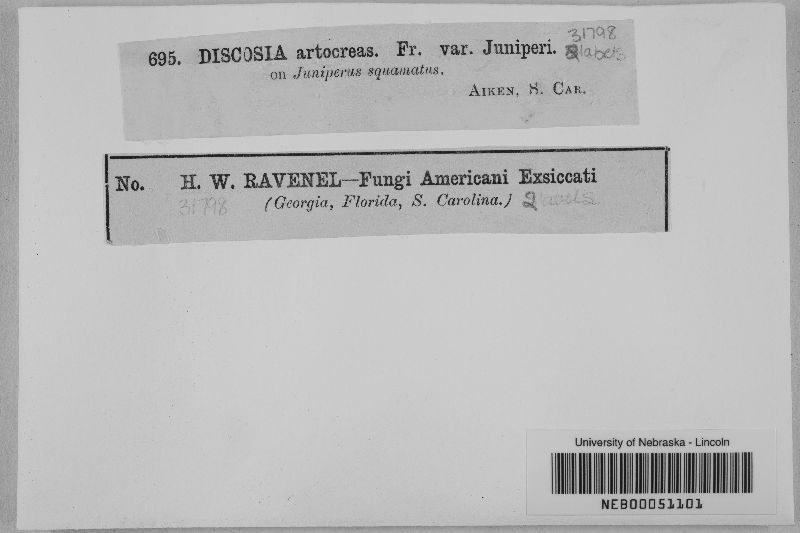 31798
695. DISCOSIA artocreas. Fr. var. Juniperi. 2 labels
on Juniperus squamatus.
AIKEN, S. CAR.
No. H. W. RAVENEL—Fungi Americani Exsiccati
31798 (Georgia, Florida, S. Carolina.) 2 labels
University of Nebraska - Lincoln
NEB00051101